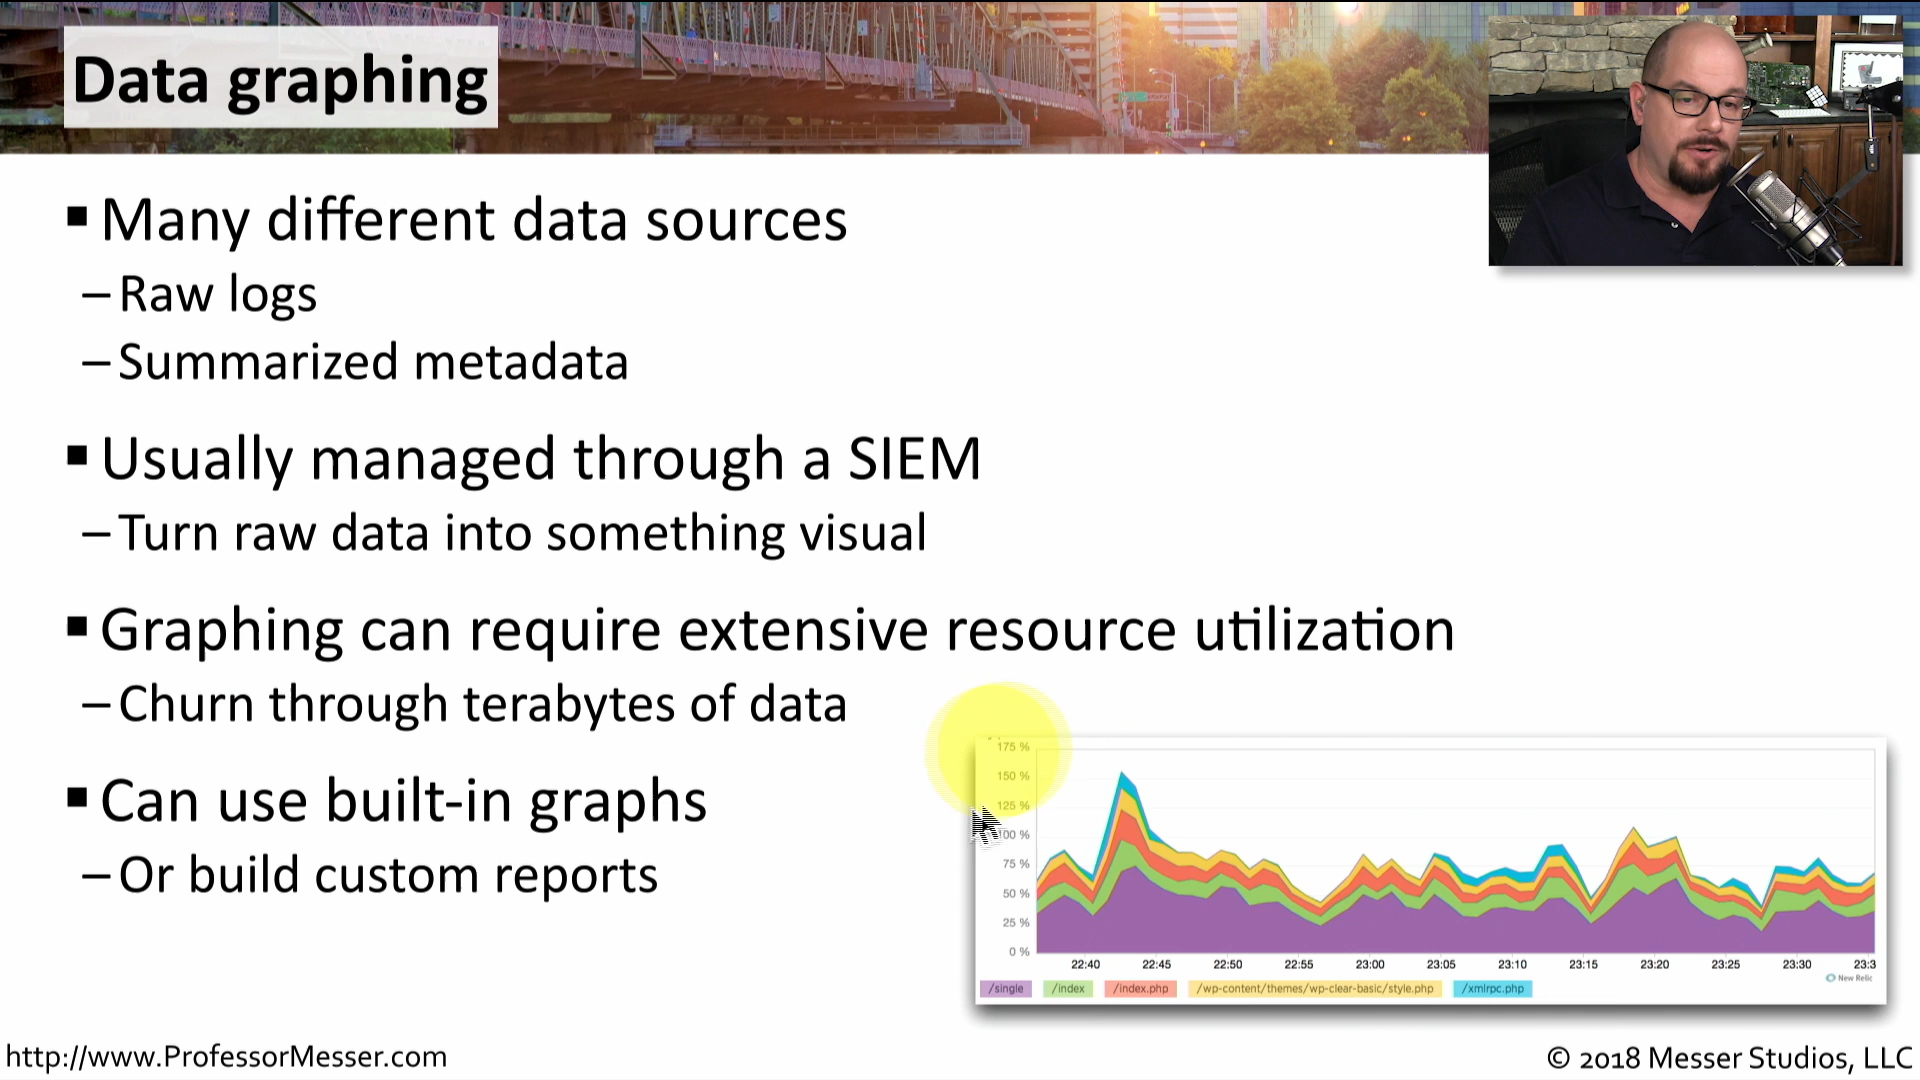 Data graphing
Many different data sources
– Raw logs
– Summarized metadata
Usually managed through a SIEM
– Turn raw data into something visual
Graphing can require extensive resource utilization
– Churn through terabytes of data
Can use built-in graphs
– Or build custom reports
175 %
150 %
125 %
100 %
75 %
50 %
25 %
0 %
22:40 22:45 22:50 22:55 23:00 23:05 23:10 23:15 23:20 23:25 23:30 23:3
New Relic
/single /index /index.php /wp-content/themes/wp-clear-basic/style.php /xmlrpc.php
http://www.ProfessorMesser.com
© 2018 Messer Studios, LLC